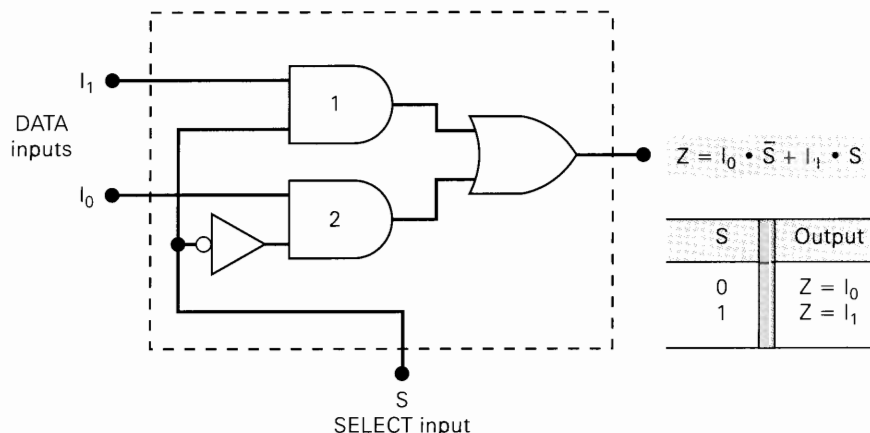 I₁
1
DATA
inputs
I₀
2
Z = I₀ • S̅ + I₁ • S
S Output
0 Z = I₀
1 Z = I₁
S
SELECT input